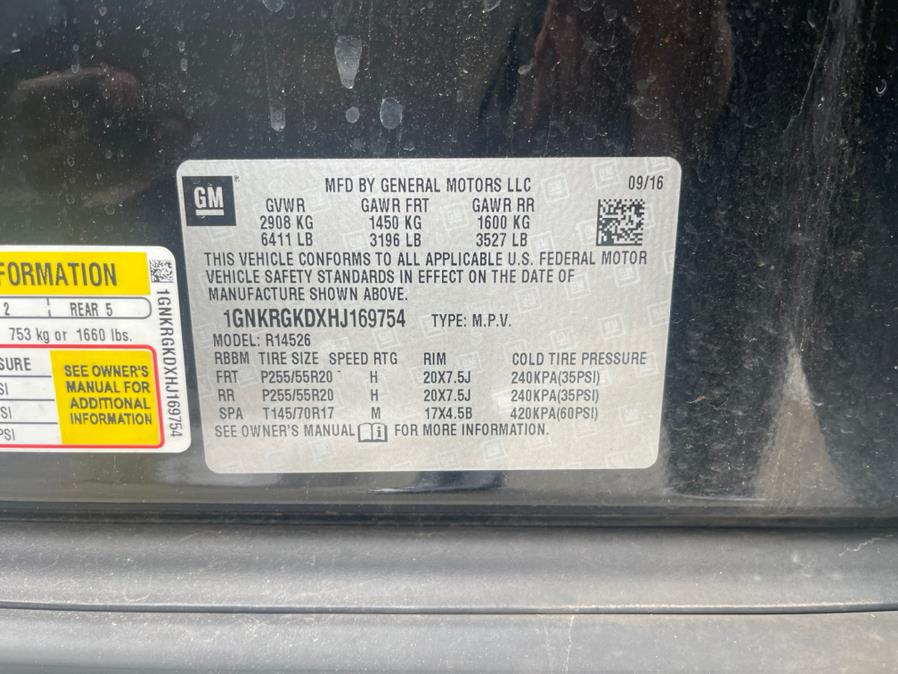 GM
MFD BY GENERAL MOTORS LLC 09/16
GVWR GAWR FRT GAWR RR
2908 KG 1450 KG 1600 KG
6411 LB 3196 LB 3527 LB
THIS VEHICLE CONFORMS TO ALL APPLICABLE U.S. FEDERAL MOTOR
VEHICLE SAFETY STANDARDS IN EFFECT ON THE DATE OF
MANUFACTURE SHOWN ABOVE.
1GNKRGKDXHJ169754 TYPE: M.P.V.
MODEL: R14526
RBBM TIRE SIZE SPEED RTG RIM COLD TIRE PRESSURE
FRT P255/55R20 H 20X7.5J 240KPA(35PSI)
RR P255/55R20 H 20X7.5J 240KPA(35PSI)
SPA T145/70R17 M 17X4.5B 420KPA(60PSI)
SEE OWNER'S MANUAL FOR MORE INFORMATION.
FORMATION
2 REAR 5
753 kg or 1660 lbs.
SURE
SI
SI
PSI
SEE OWNER'S
MANUAL FOR
ADDITIONAL
INFORMATION
1GNKRGKDXHJ169754